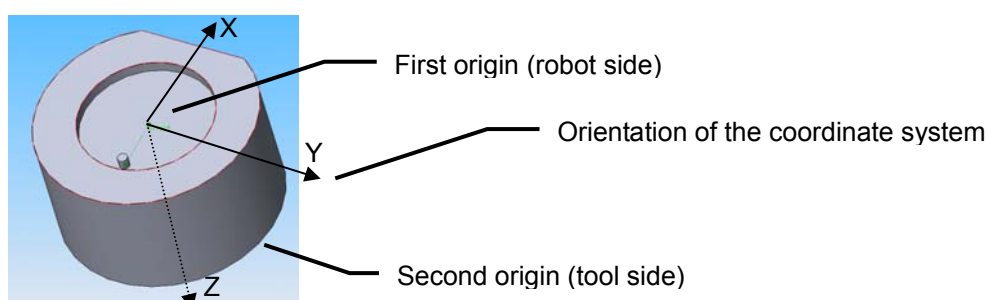 X
First origin (robot side)
Orientation of the coordinate system
Y
Second origin (tool side)
Z